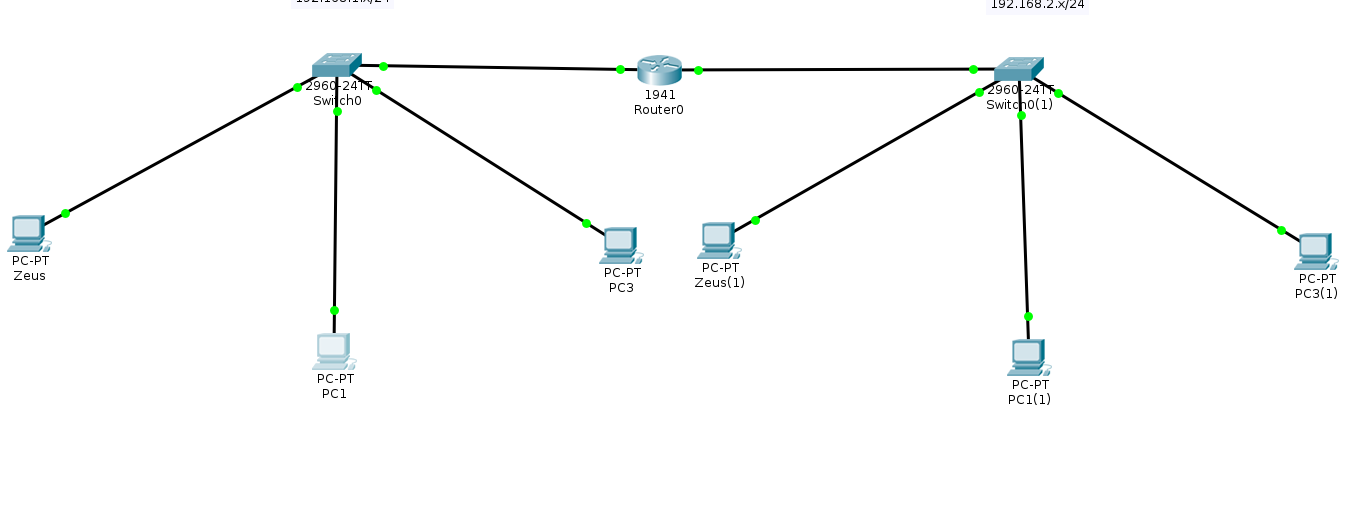 192.168.2.x/24
2960-24TT
Switch0
1941
Router0
2960-24TT
Switch0(1)
PC-PT
Zeus
PC-PT
PC3
PC-PT
Zeus(1)
PC-PT
PC3(1)
PC-PT
PC1
PC-PT
PC1(1)